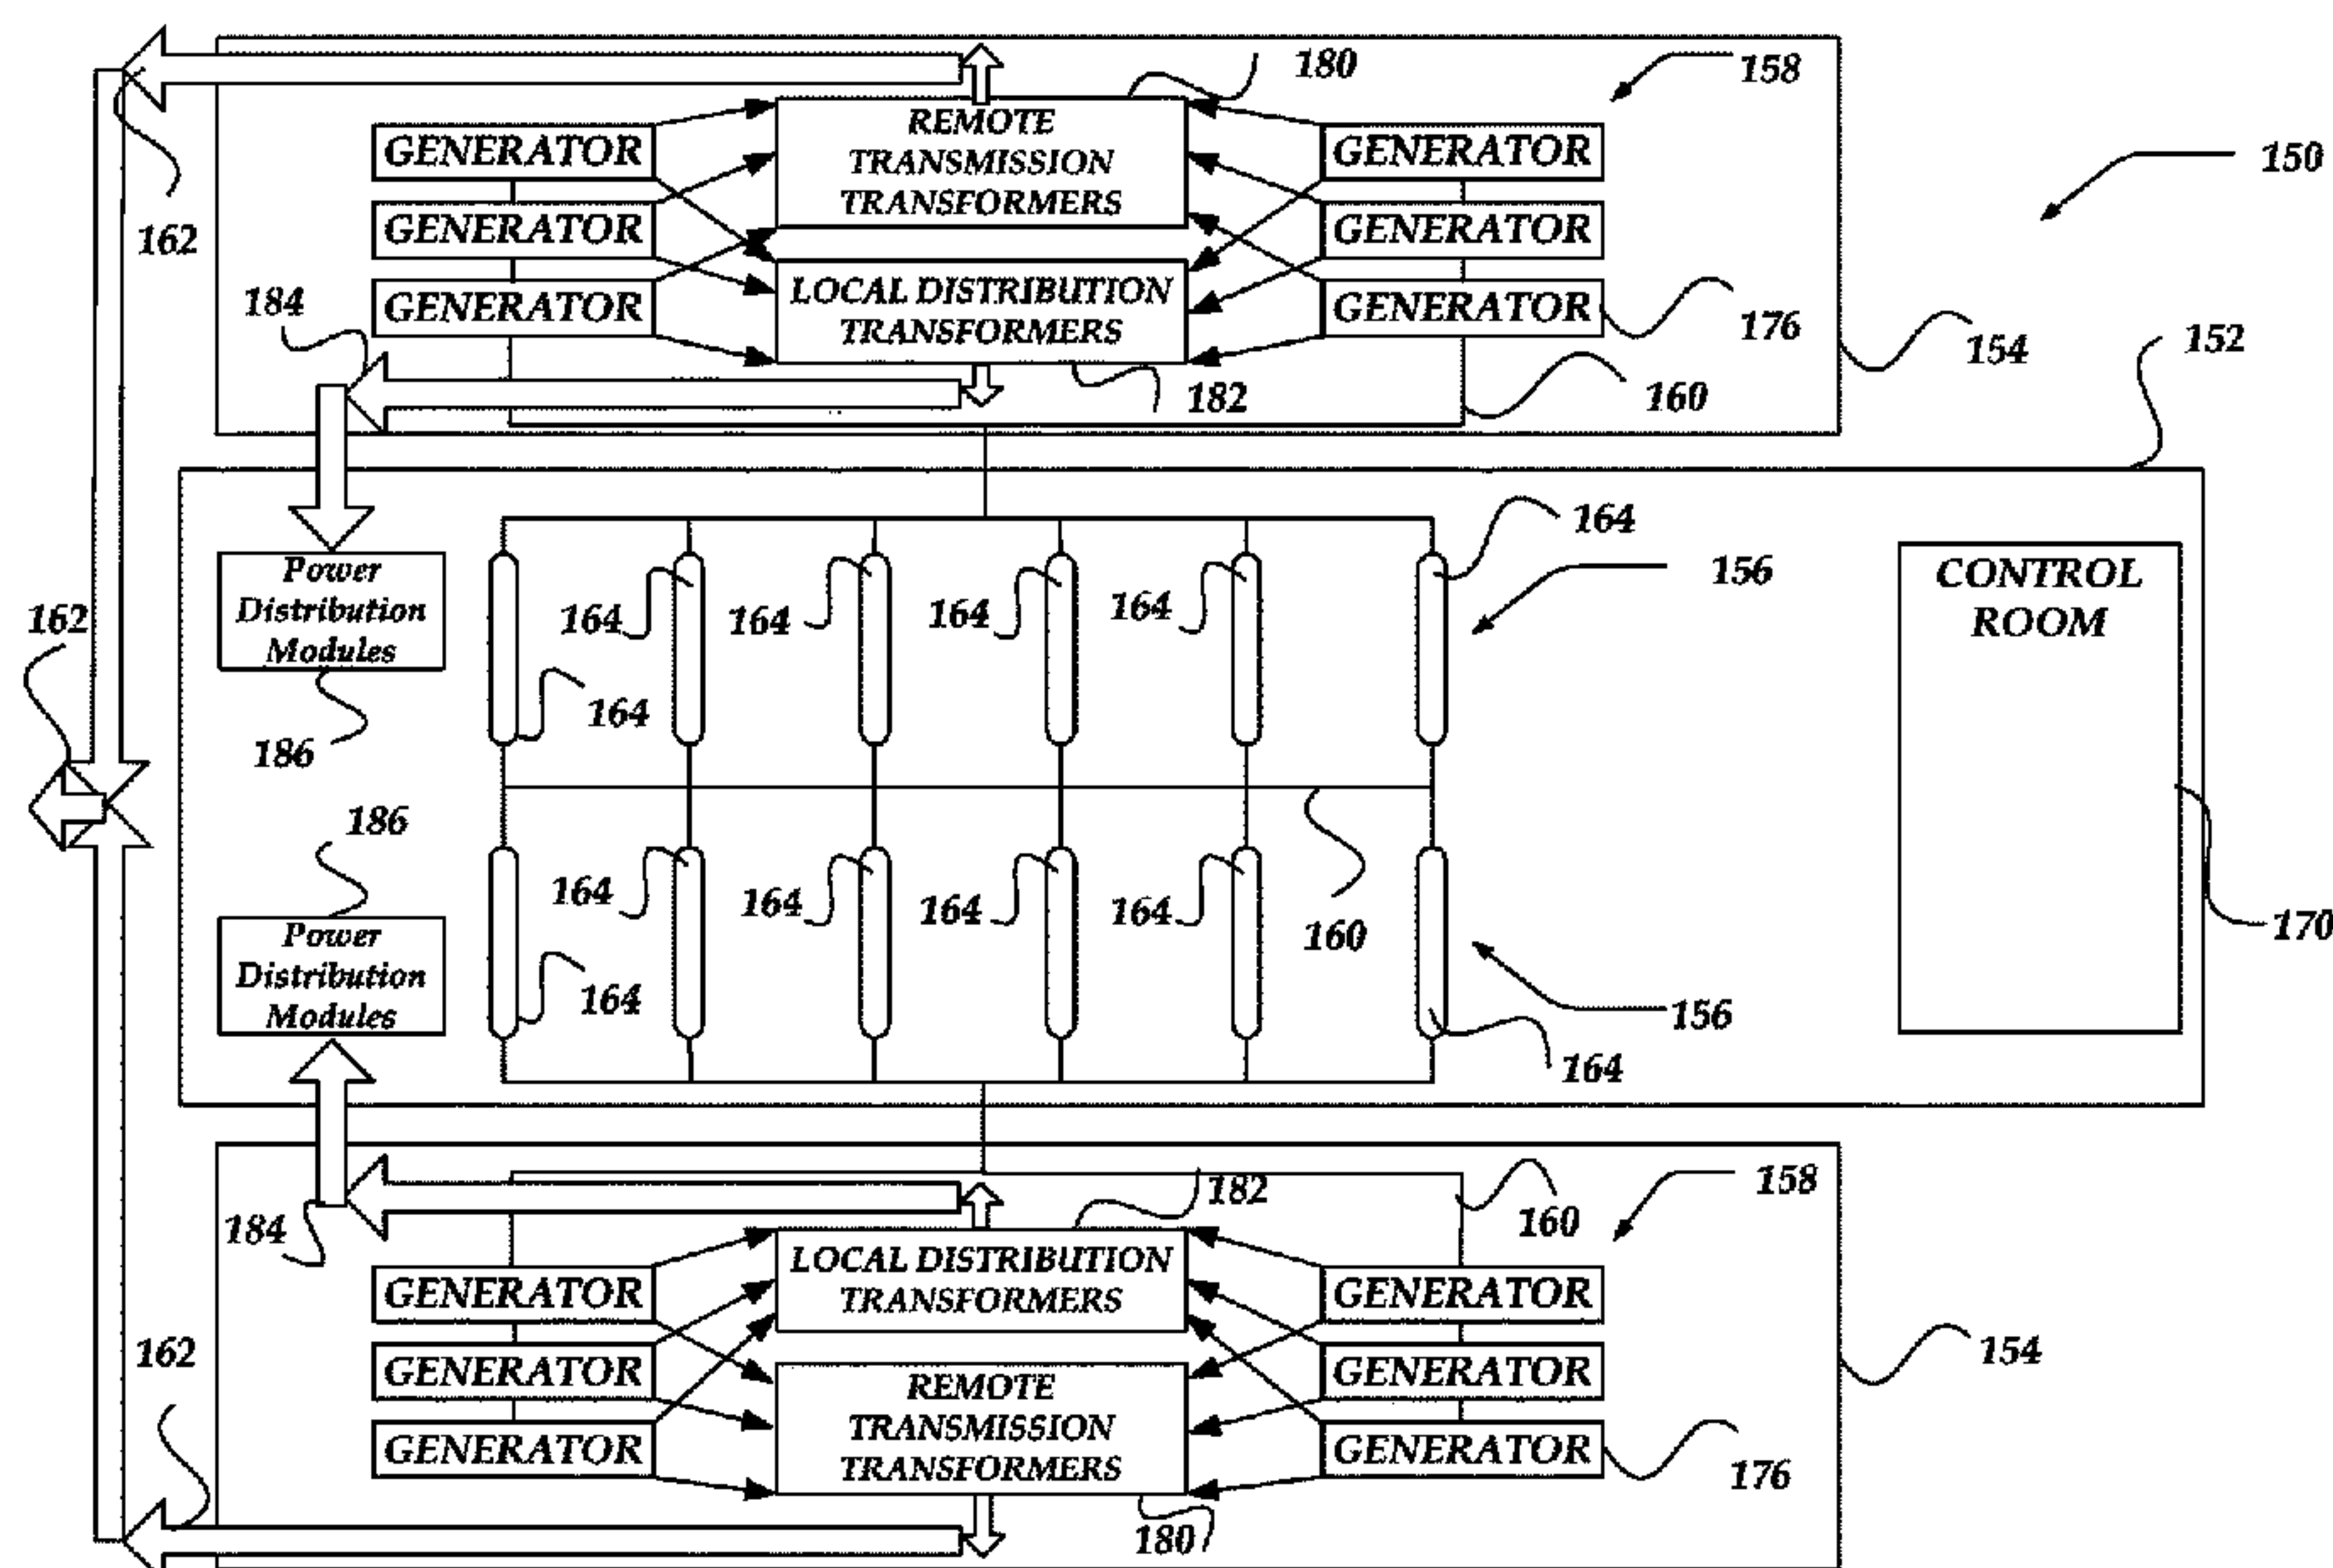 180
158
REMOTE
TRANSMISSION
TRANSFORMERS
GENERATOR
GENERATOR
150
GENERATOR
GENERATOR
162
LOCAL DISTRIBUTION
TRANSFORMERS
GENERATOR
GENERATOR
184
176
154
152
182
160
164
156
Power
Distribution
Modules
CONTROL
ROOM
162
164
164
164
164
164
186
186
164
164
164
164
160
170
Power
Distribution
Modules
164
156
164
182
158
184
160
LOCAL DISTRIBUTION
TRANSFORMERS
GENERATOR
GENERATOR
162
GENERATOR
GENERATOR
154
REMOTE
TRANSMISSION
TRANSFORMERS
GENERATOR
GENERATOR
176
180